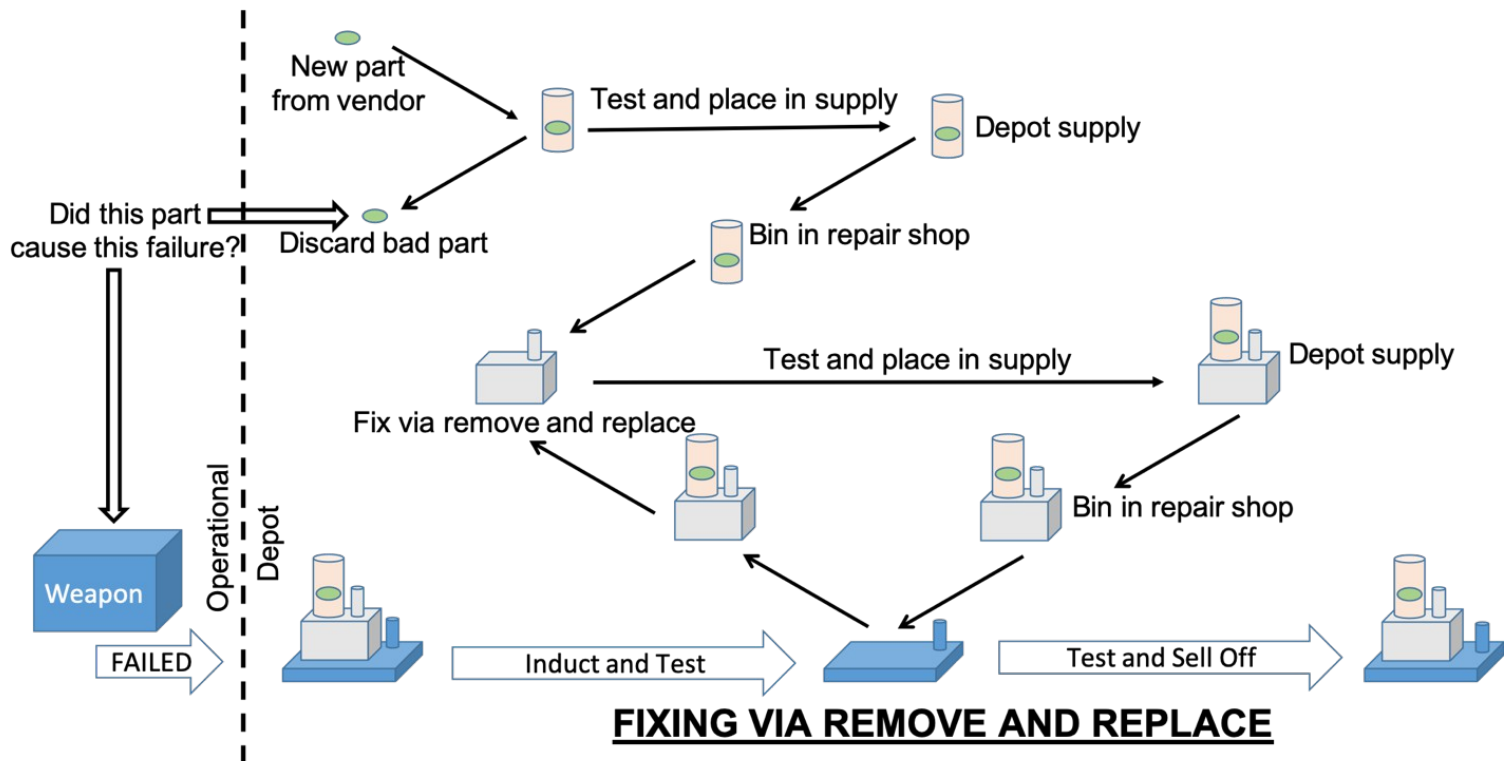 New part
from vendor
Test and place in supply
Depot supply
Did this part
cause this failure?
Discard bad part
Bin in repair shop
Test and place in supply
Depot supply
Fix via remove and replace
Bin in repair shop
Operational
Depot
Weapon
FAILED
Induct and Test
Test and Sell Off
FIXING VIA REMOVE AND REPLACE